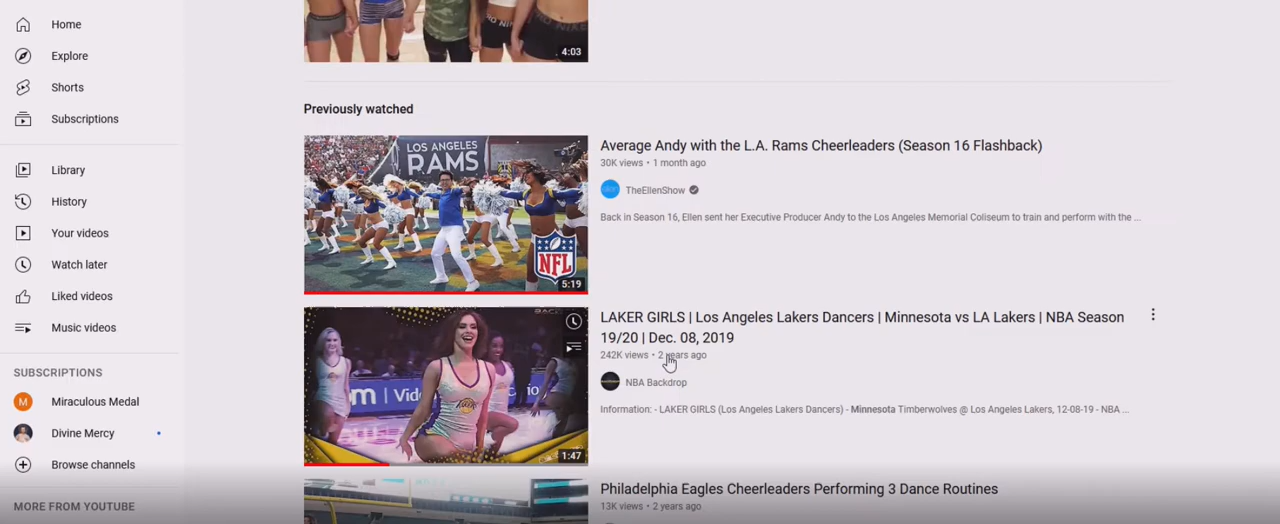 Home
Explore
Shorts
Subscriptions
Library
History
Your videos
Watch later
Liked videos
Music videos
SUBSCRIPTIONS
M Miraculous Medal
Divine Mercy
Browse channels
MORE FROM YOUTUBE
4:03
Previously watched
LOS ANGELES
RAMS
NFL
5:19
Average Andy with the L.A. Rams Cheerleaders (Season 16 Flashback)
30K views • 1 month ago
TheEllenShow
Back in Season 16, Ellen sent her Executive Producer Andy to the Los Angeles Memorial Coliseum to train and perform with the ...
m | Vid
1:47
LAKER GIRLS | Los Angeles Lakers Dancers | Minnesota vs LA Lakers | NBA Season
19/20 | Dec. 08, 2019
242K views • 2 years ago
NBA Backdrop
Information: - LAKER GIRLS (Los Angeles Lakers Dancers) - Minnesota Timberwolves @ Los Angeles Lakers, 12-08-19 - NBA ...
Philadelphia Eagles Cheerleaders Performing 3 Dance Routines
13K views • 2 years ago